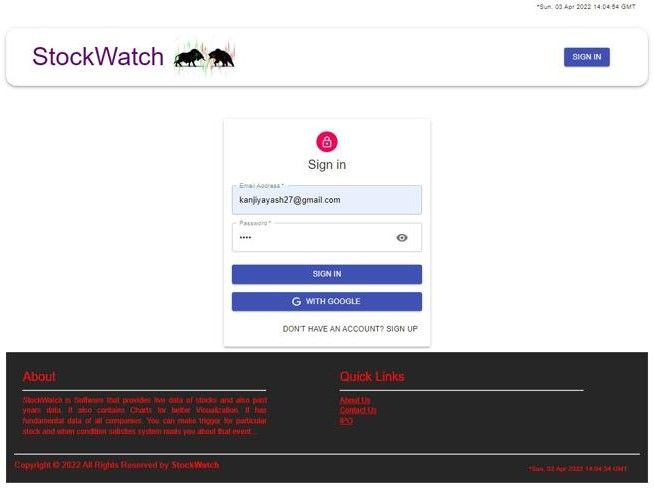 *Sun, 03 Apr 2022 14:04:54 GMT
StockWatch
SIGN IN
Sign in
Email Address *
kanjiyayash27@gmail.com
Password *
••••
SIGN IN
G WITH GOOGLE
DON'T HAVE AN ACCOUNT? SIGN UP
About
Quick Links
StockWatch is Software that provides live data of stocks and also past
years data. It also contains Charts for better Visualization. It has
fundamental data of all companies. You can make trigger for particular
stock and when condition satisfies system mails you about that event...
About Us
Contact Us
IPO
Copyright © 2022 All Rights Reserved by StockWatch
*Sun, 03 Apr 2022 14:04:54 GMT